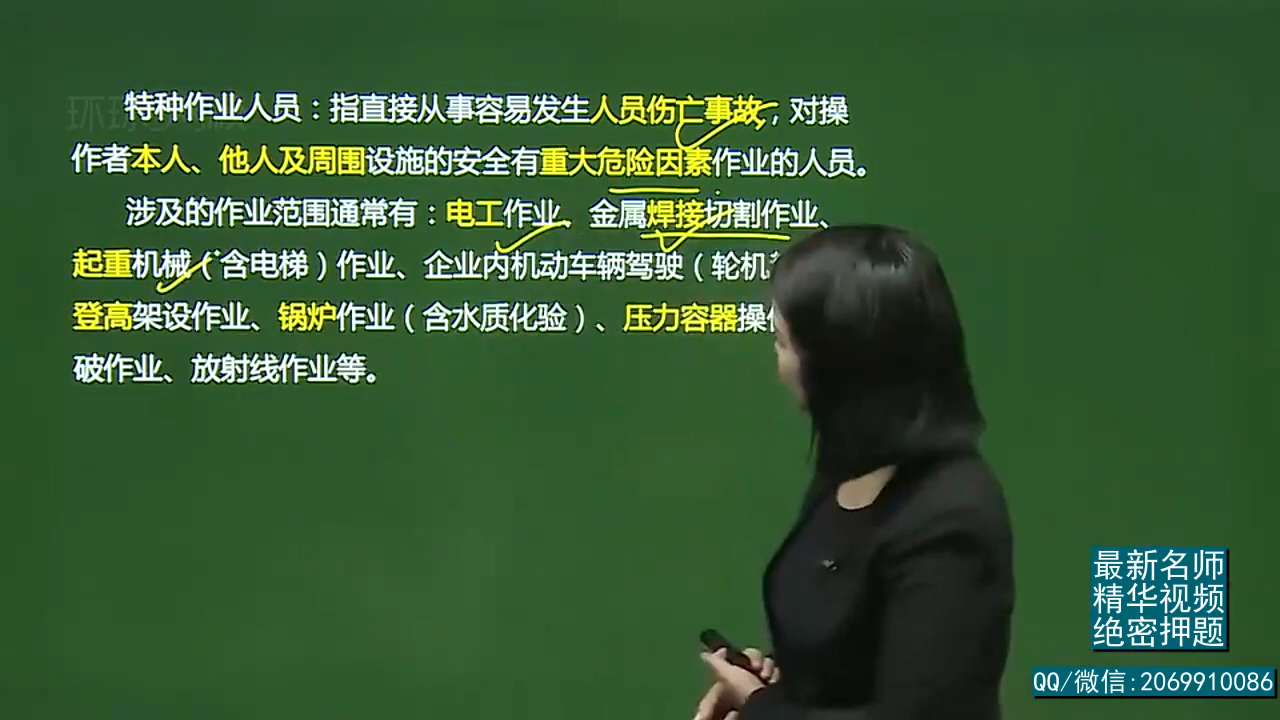 特种作业人员：指直接从事容易发生人员伤亡事故，对操
作者本人、他人及周围设施的安全有重大危险因素作业的人员。
涉及的作业范围通常有：电工作业、金属焊接切割作业、
起重机械（含电梯）作业、企业内机动车辆驾驶（轮机
登高架设作业、锅炉作业（含水质化验）、压力容器操
破作业、放射线作业等。
最新名师
精华视频
绝密押题
QQ/微信:2069910086